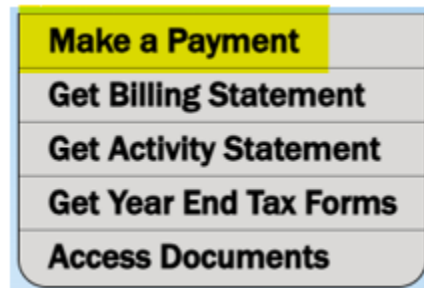 Make a Payment
Get Billing Statement
Get Activity Statement
Get Year End Tax Forms
Access Documents